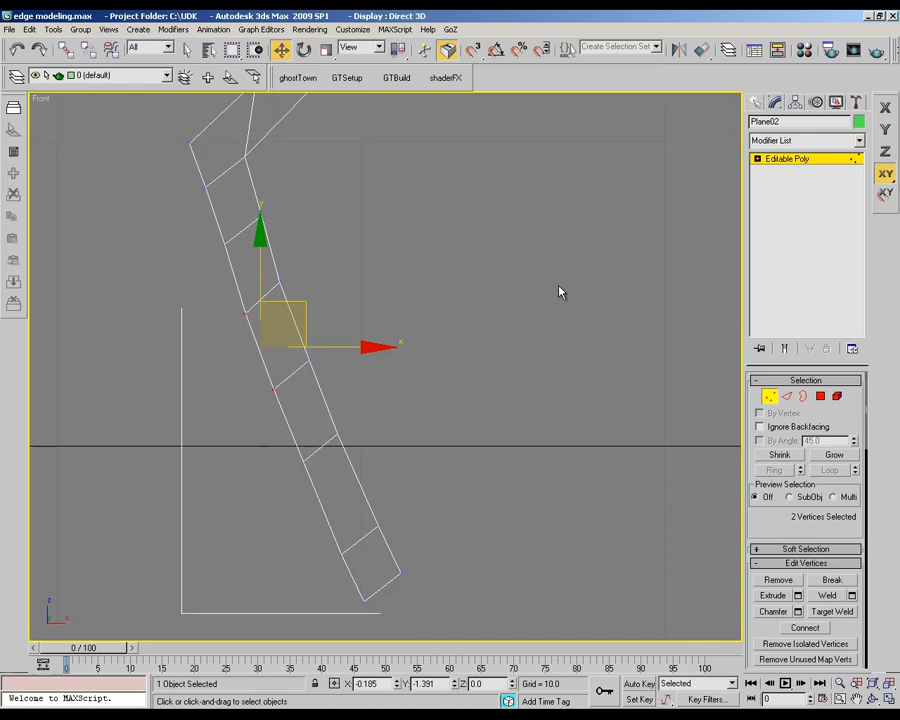 edge modeling.max - Project Folder: C:\UDK - Autodesk 3ds Max 2009 SP1 - Display : Direct 3D
File Edit Tools Group Views Create Modifiers Animation Graph Editors Rendering Customize MAXScript Help GoZ
All View Create Selection Set
0 (default) ghostTown GTSetup GTBuild shaderFX
Front
X
Y
Z
XY
XY
Plane02
Modifier List
Editable Poly
y
x
z
x
- Selection
By Vertex
Ignore Backfacing
By Angle: 45.0
Shrink Grow
Ring Loop
Preview Selection
Off SubObj Multi
2 Vertices Selected
+ Soft Selection
- Edit Vertices
Remove Break
Extrude Weld
Chamfer Target Weld
Connect
Remove Isolated Vertices
Remove Unused Map Verts
0 / 100
0 5 10 15 20 25 30 35 40 45 50 55 60 65 70 75 80 85 90 95 100
1 Object Selected X: -0.185 Y: -1.391 Z: 0.0 Grid = 10.0 Auto Key Selected
Welcome to MAXScript. Click or click-and-drag to select objects Add Time Tag Set Key Key Filters... 0